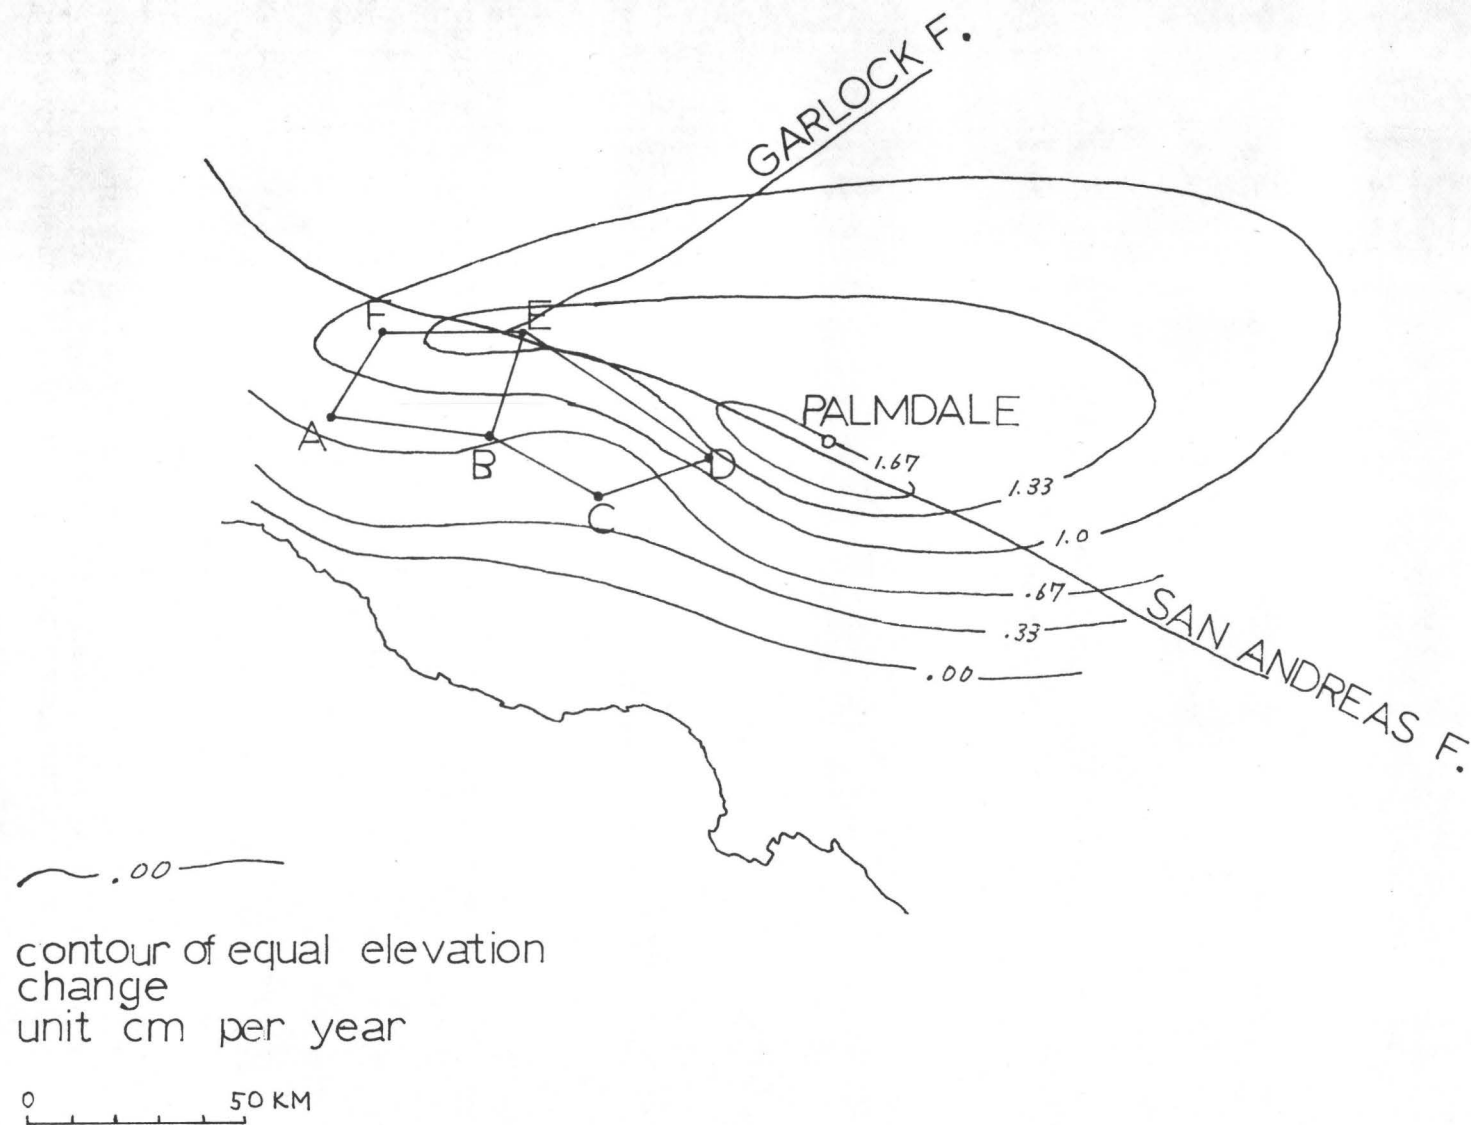 GARLOCK F.
F
E
PALMDALE
A
B
D
1.67
1.33
C
1.0
.67
SAN ANDREAS F.
.33
.00
.00
contour of equal elevation
change
unit cm per year
0 50 KM